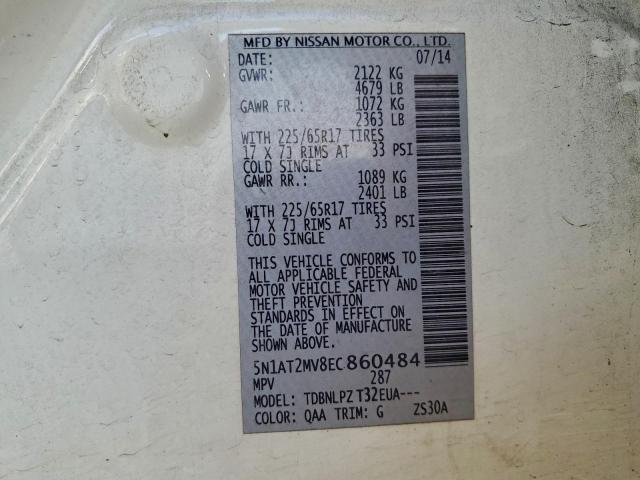 MFD BY NISSAN MOTOR CO., LTD.
DATE: 07/14
GVWR: 2122 KG
4679 LB
GAWR FR.: 1072 KG
2363 LB
WITH 225/65R17 TIRES
17 X 7J RIMS AT 33 PSI
COLD SINGLE
GAWR RR.: 1089 KG
2401 LB
WITH 225/65R17 TIRES
17 X 7J RIMS AT 33 PSI
COLD SINGLE
THIS VEHICLE CONFORMS TO
ALL APPLICABLE FEDERAL
MOTOR VEHICLE SAFETY AND
THEFT PREVENTION
STANDARDS IN EFFECT ON
THE DATE OF MANUFACTURE
SHOWN ABOVE.
5N1AT2MV8EC860484
MPV 287
MODEL: TDBNLPZ T32EUA---
COLOR: QAA TRIM: G ZS30A